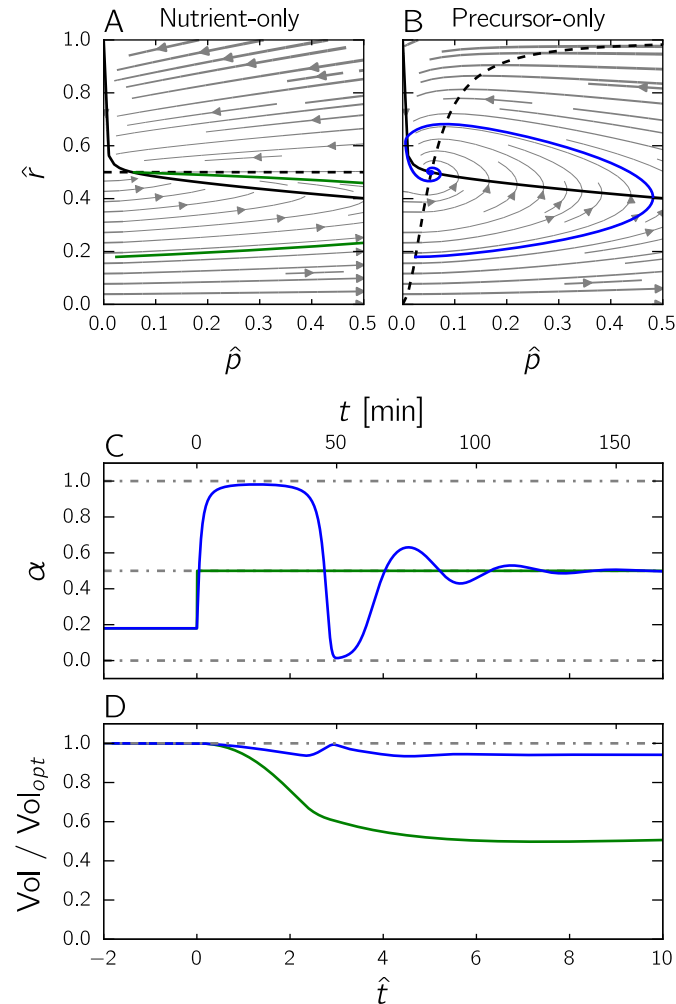 A Nutrient-only
B Precursor-only
1.0
0.8
0.6
0.4
0.2
0.0
r̂
0.0 0.1 0.2 0.3 0.4 0.5
p̂
0.0 0.1 0.2 0.3 0.4 0.5
p̂
t [min]
0 50 100 150
C
1.0
0.8
0.6
0.4
0.2
0.0
α
D
1.0
0.8
0.6
0.4
0.2
0.0
Vol / Vol_opt
−2 0 2 4 6 8 10
t̂